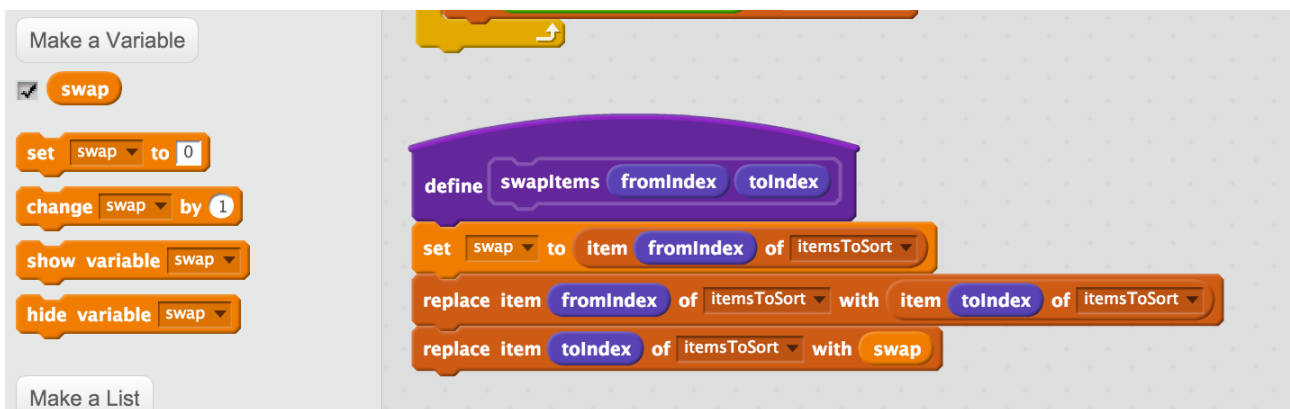 Make a Variable
swap
set swap to 0
change swap by 1
show variable swap
hide variable swap
Make a List
define swapItems fromIndex toIndex
set swap to item fromIndex of itemsToSort
replace item fromIndex of itemsToSort with item toIndex of itemsToSort
replace item toIndex of itemsToSort with swap